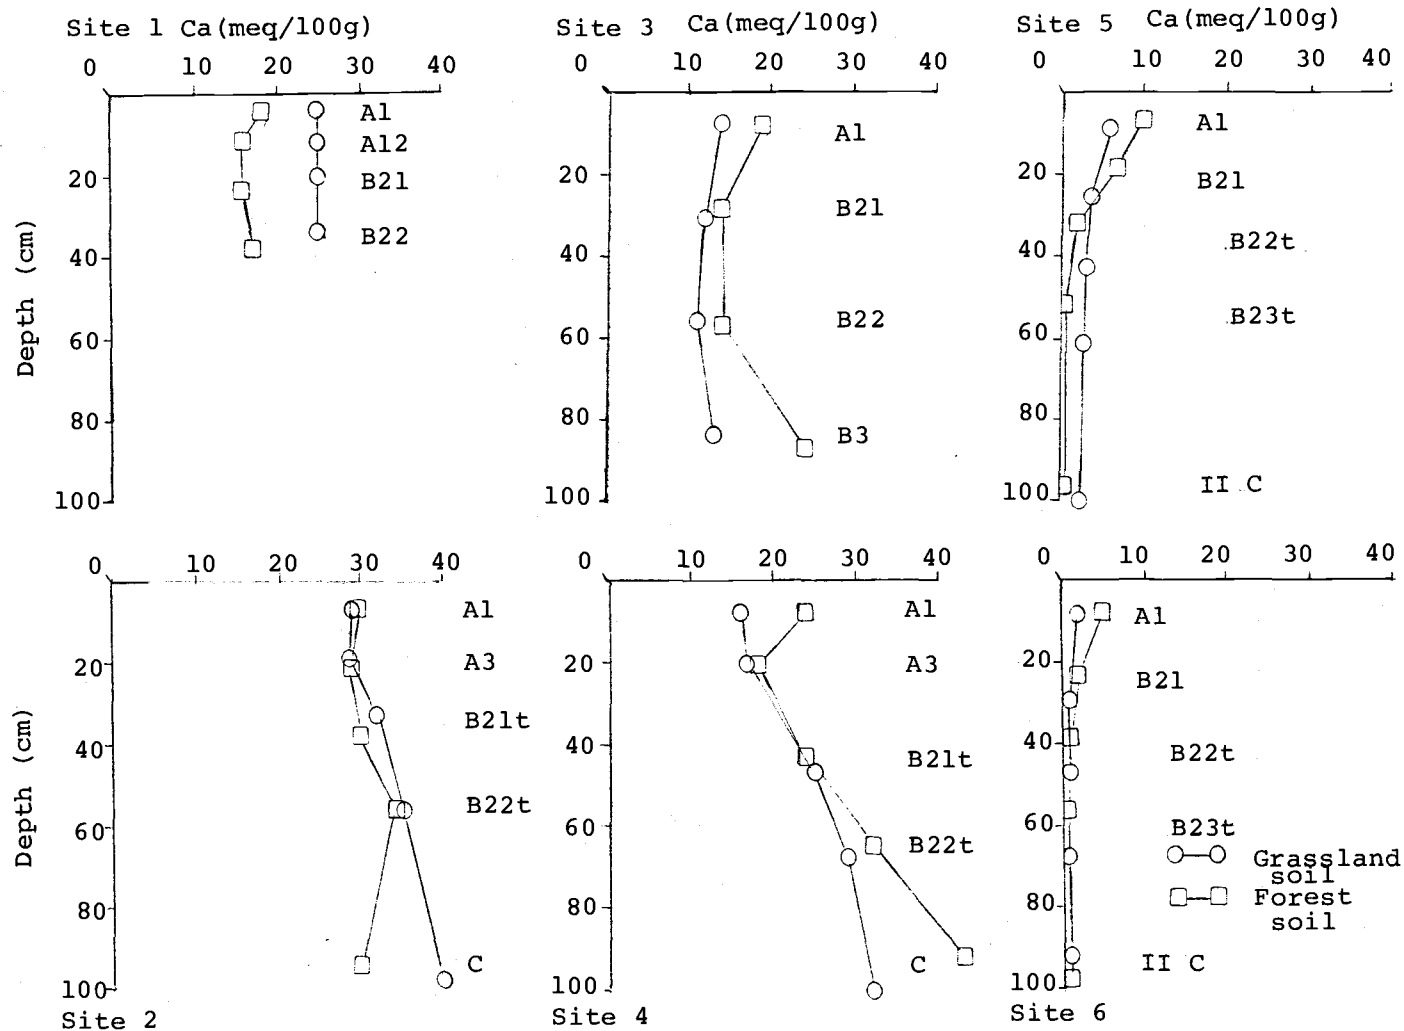 Site 1 Ca(meq/100g)
0 10 20 30 40
A1
A12
20
B21
B22
40
60
80
100
Depth (cm)
Site 3 Ca(meq/100g)
0 10 20 30 40
A1
20
B21
40
B22
60
80
B3
100
Site 5 Ca(meq/100g)
0 10 20 30 40
A1
20
B21
B22t
40
B23t
60
80
100
II C
0 10 20 30 40
A1
20
A3
B21t
40
B22t
60
80
C
100
Depth (cm)
Site 2
0 10 20 30 40
A1
20
A3
40
B21t
60
B22t
80
C
100
Site 4
0 10 20 30 40
A1
20
B21
40
B22t
60
B23t
Grassland
soil
Forest
soil
80
II C
100
Site 6